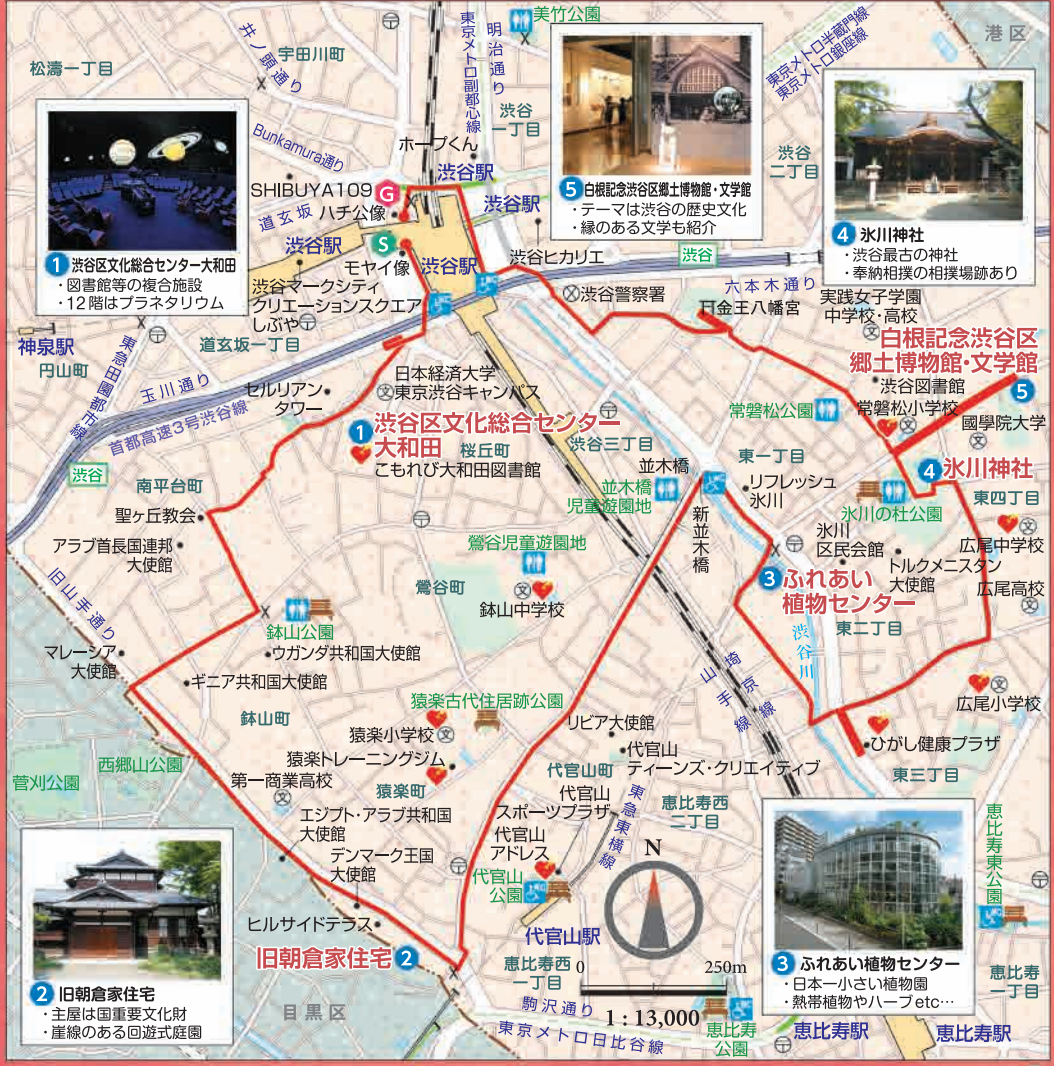 美竹公園
港区
松濤一丁目
井ノ頭通り
宇田川町
東京メトロ副都心線
明治通り
渋谷
一丁目
東京メトロ半蔵門線
東京メトロ銀座線
渋谷
二丁目
Bunkamura通り
ホープくん
渋谷駅
SHIBUYA109
G
道玄坂
ハチ公像
渋谷駅
渋谷駅
S
モヤイ像
渋谷駅
渋谷ヒカリエ
渋谷
1 渋谷区文化総合センター大和田
・図書館等の複合施設
・12階はプラネタリウム
5 白根記念渋谷区郷土博物館・文学館
・テーマは渋谷の歴史文化
・縁のある文学も紹介
4 氷川神社
・渋谷最古の神社
・奉納相撲の相撲場跡あり
渋谷マークシティ
クリエーションスクエア
しぶや
渋谷警察署
六本木通り
金王八幡宮
実践女子学園
中学校・高校
神泉駅
円山町
東急田園都市線
道玄坂一丁目
玉川通り
首都高速3号渋谷線
セルリアン
タワー
日本経済大学
東京渋谷キャンパス
白根記念渋谷区
郷土博物館・文学館
5
渋谷図書館
常磐松公園
常磐松小学校
國學院大学
1 渋谷区文化総合センター
大和田
こもれび大和田図書館
桜丘町
渋谷三丁目
渋谷
南平台町
聖ヶ丘教会
並木橋
並木橋
児童遊園地
東一丁目
リフレッシュ
氷川
4 氷川神社
氷川の杜公園
東四丁目
アラブ首長国連邦
大使館
新並木橋
氷川
区民会館
広尾中学校
トルクメニスタン
大使館
広尾高校
鶯谷児童遊園地
鶯谷町
鉢山中学校
3 ふれあい
植物センター
東二丁目
渋谷川
旧山手通り
鉢山公園
マレーシア
大使館
ウガンダ共和国大使館
ギニア共和国大使館
山手線
埼京線
広尾小学校
鉢山町
猿楽古代住居跡公園
猿楽小学校
リビア大使館
ひがし健康プラザ
東三丁目
西郷山公園
菅刈公園
猿楽トレーニングジム
第一商業高校
猿楽町
代官山
ティーンズ・クリエイティブ
代官山町
代官山
スポーツプラザ
東急東横線
恵比寿西
二丁目
エジプト・アラブ共和国
大使館
デンマーク王国
大使館
代官山
アドレス
代官山
公園
N
恵比寿東公園
ヒルサイドテラス
旧朝倉家住宅 2
代官山駅
恵比寿西
一丁目
0
250m
1：13,000
駒沢通り
東京メトロ日比谷線
恵比寿
公園
恵比寿駅
恵比寿駅
恵比寿
一丁目
目黒区
2 旧朝倉家住宅
・主屋は国重要文化財
・崖線のある回遊式庭園
3 ふれあい植物センター
・日本一小さい植物園
・熱帯植物やハーブetc…